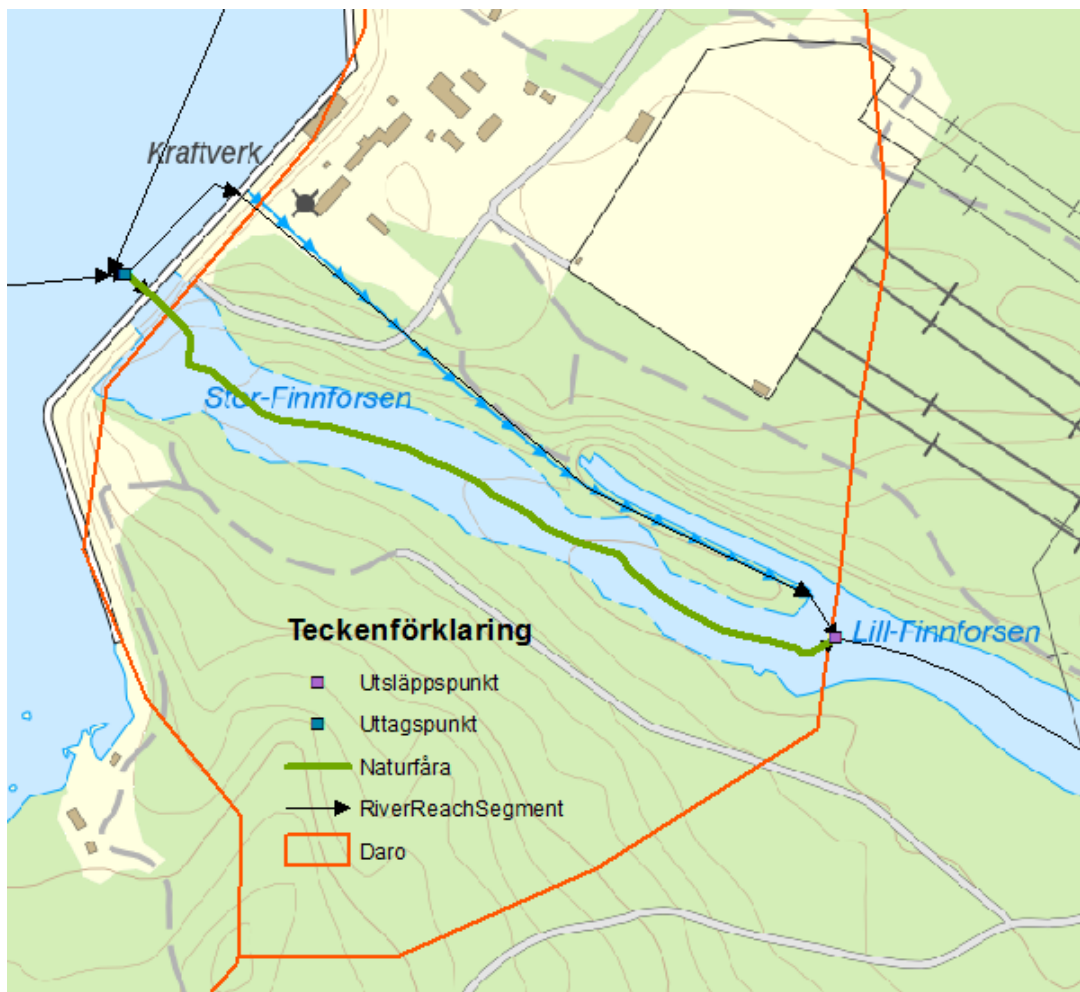 Kraftverk
Stor-Finnforsen
Lill-Finnforsen
Teckenförklaring
Utsläppspunkt
Uttagspunkt
Naturfåra
RiverReachSegment
Daro